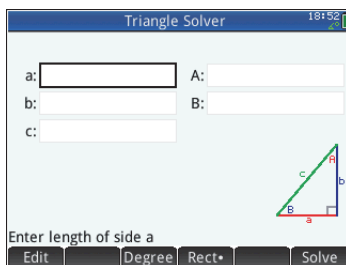 Triangle Solver 18:52
a: A:
b: B:
c:
A
c b
B
a
Enter length of side a
Edit Degree Rect• Solve